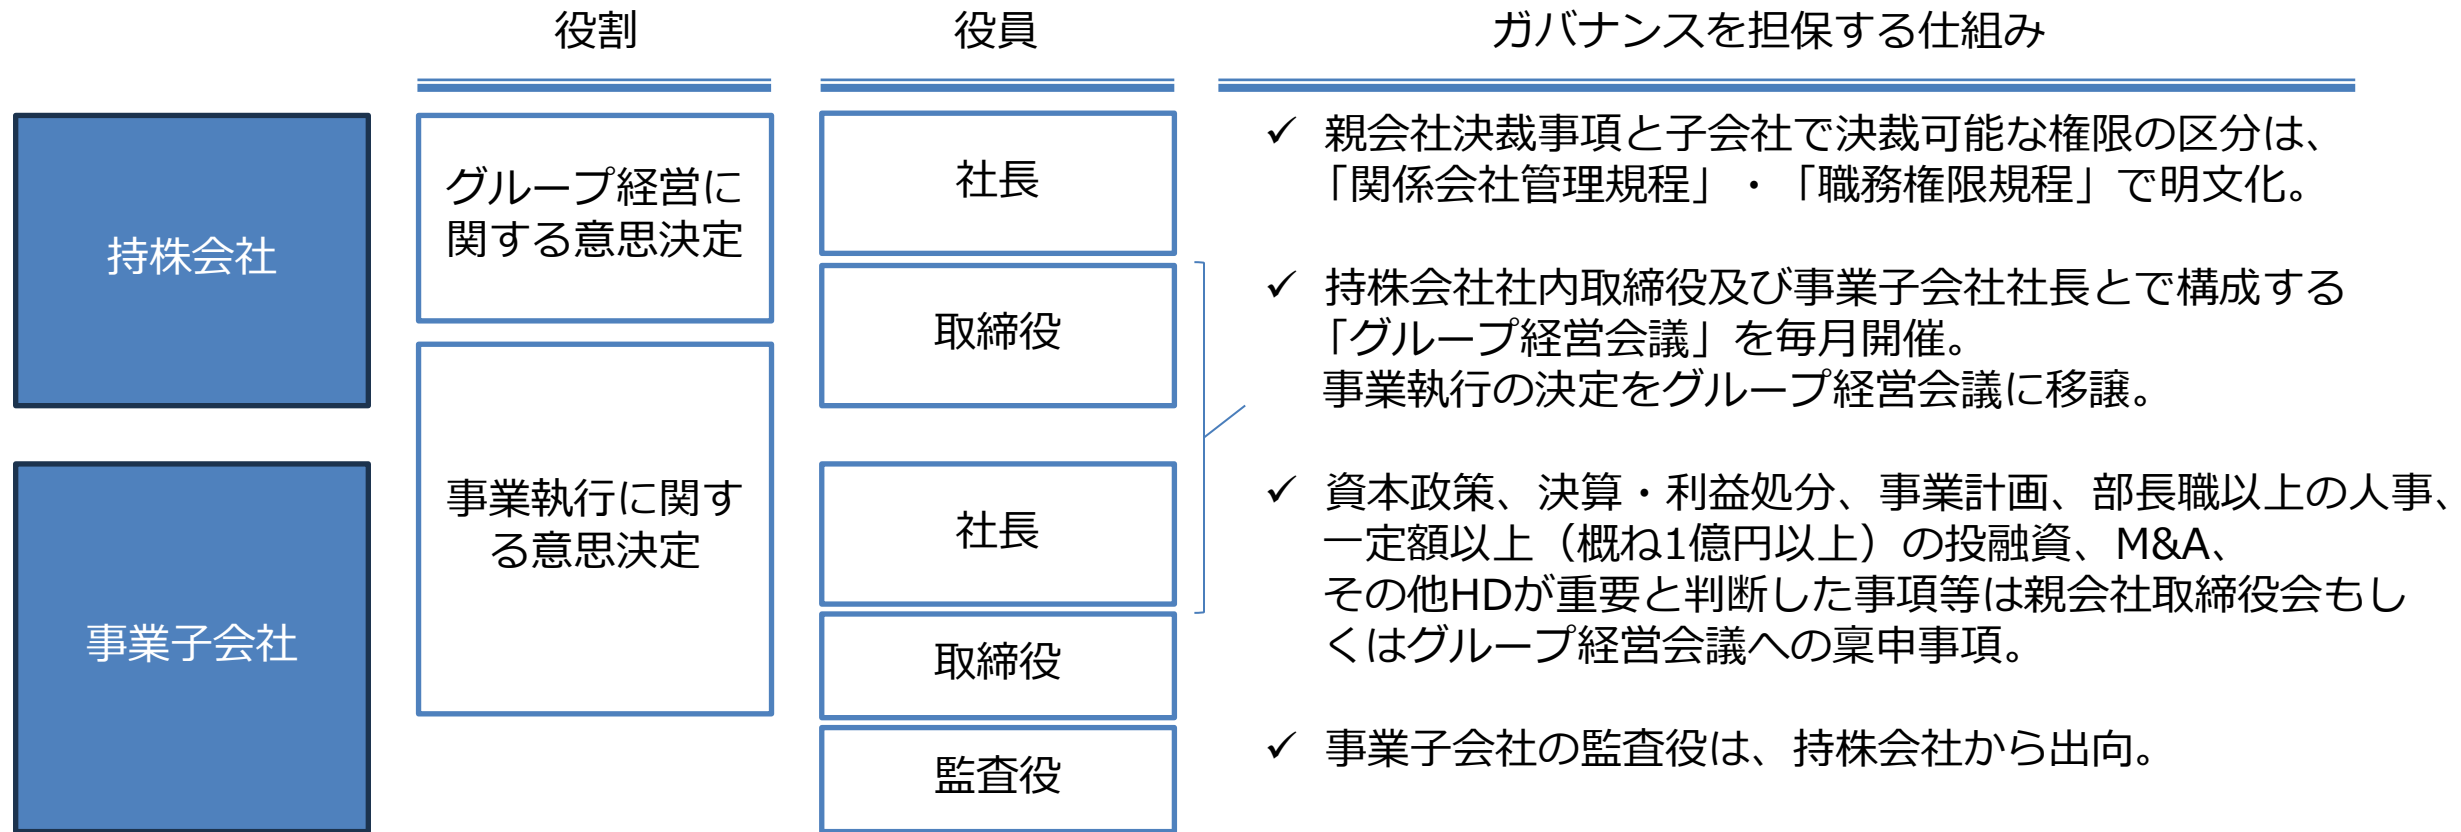 役割
役員
ガバナンスを担保する仕組み
持株会社
グループ経営に
関する意思決定
社長
取締役
事業執行に関す
る意思決定
事業子会社
社長
取締役
監査役
✓ 親会社決裁事項と子会社で決裁可能な権限の区分は、
「関係会社管理規程」・「職務権限規程」で明文化。
✓ 持株会社社内取締役及び事業子会社社長とで構成する
「グループ経営会議」を毎月開催。
事業執行の決定をグループ経営会議に移譲。
✓ 資本政策、決算・利益処分、事業計画、部長職以上の人事、
一定額以上（概ね1億円以上）の投融資、M&A、
その他HDが重要と判断した事項等は親会社取締役会もし
くはグループ経営会議への稟申事項。
✓ 事業子会社の監査役は、持株会社から出向。